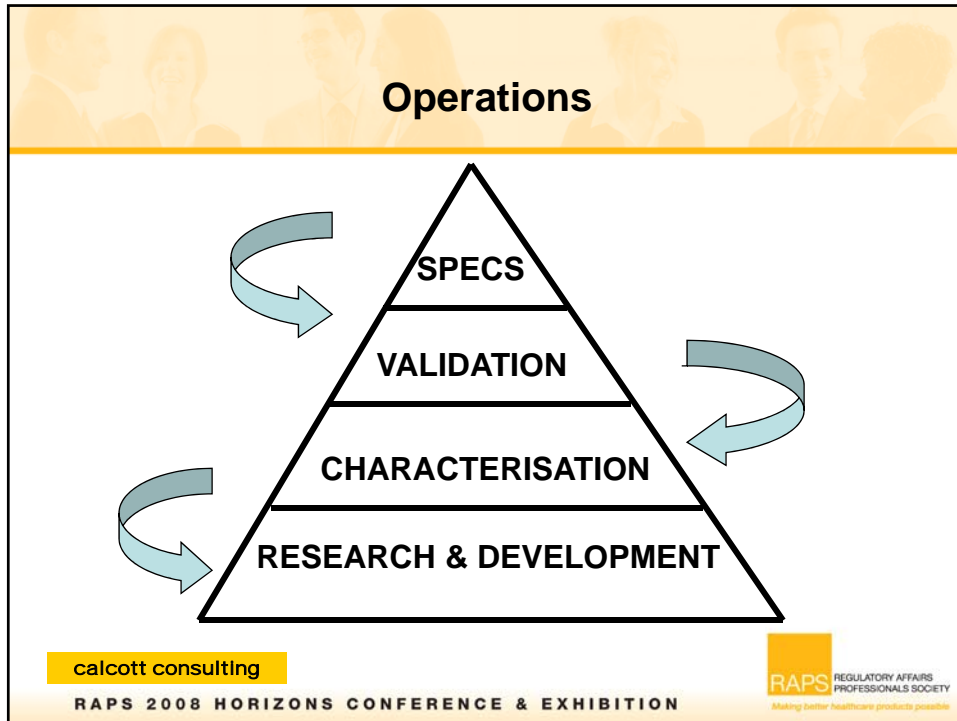 Operations
SPECS
VALIDATION
CHARACTERISATION
RESEARCH & DEVELOPMENT
calcott consulting
RAPS 2008 HORIZONS CONFERENCE & EXHIBITION
RAPS
REGULATORY AFFAIRS
PROFESSIONALS SOCIETY
Making better healthcare products possible